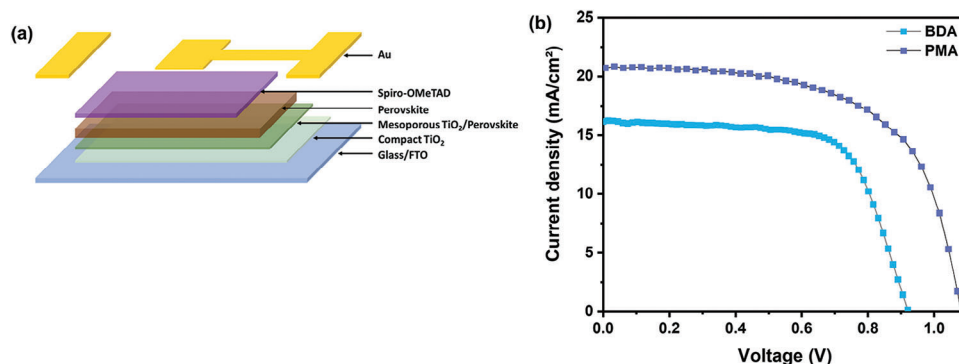 (a)
Au
Spiro-OMeTAD
Perovskite
Mesoporous TiO₂/Perovskite
Compact TiO₂
Glass/FTO
(b)
BDA
PMA
Current density (mA/cm²)
25
20
15
10
5
0
0.0 0.2 0.4 0.6 0.8 1.0
Voltage (V)